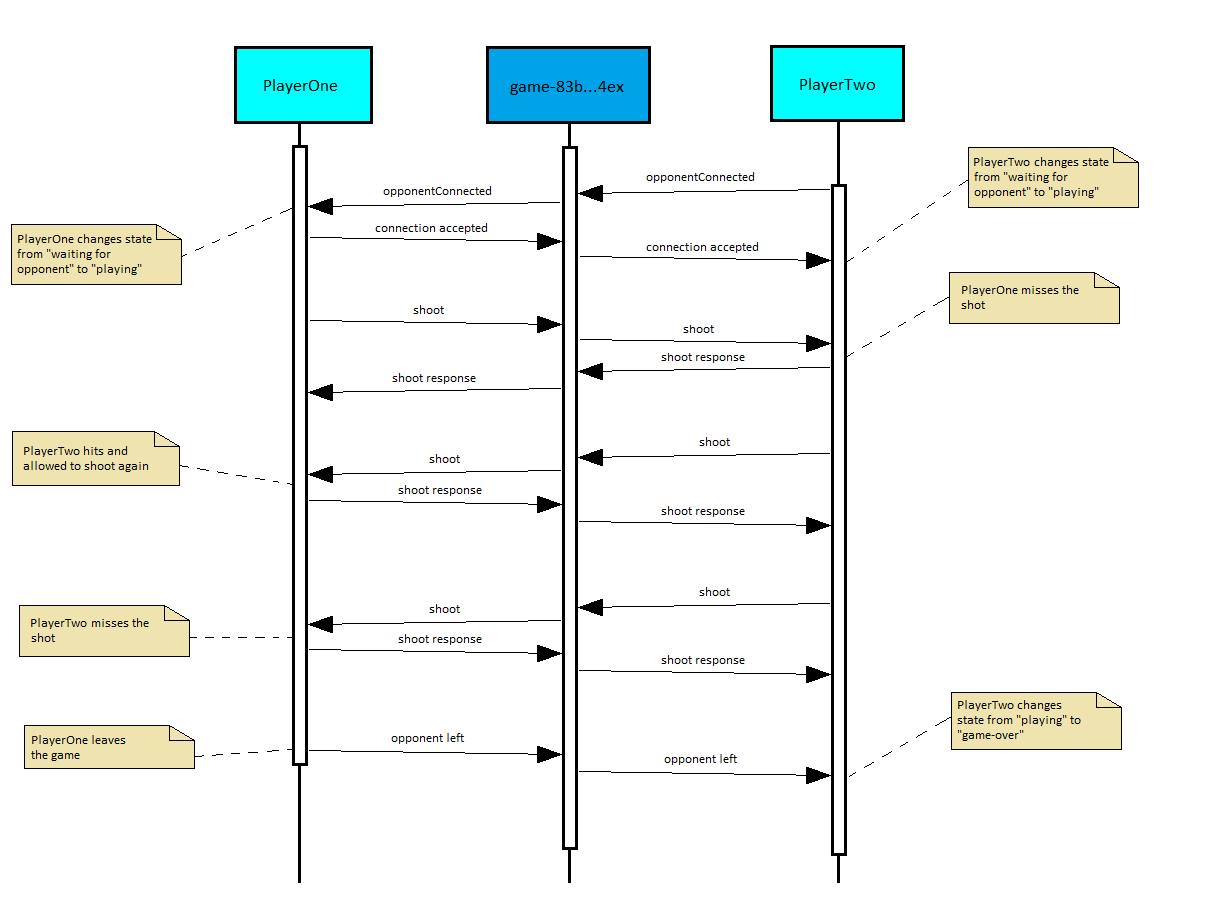 PlayerOne
game-83b...4ex
PlayerTwo
PlayerTwo changes state
from "waiting for
opponent" to "playing"
opponentConnected
opponentConnected
connection accepted
PlayerOne changes state
from "waiting for
opponent" to "playing"
connection accepted
PlayerOne misses the
shot
shoot
shoot
shoot response
shoot response
PlayerTwo hits and
allowed to shoot again
shoot
shoot
shoot response
shoot response
shoot
shoot
PlayerTwo misses the
shot
shoot response
shoot response
PlayerTwo changes
state from "playing" to
"game-over"
PlayerOne leaves
the game
opponent left
opponent left